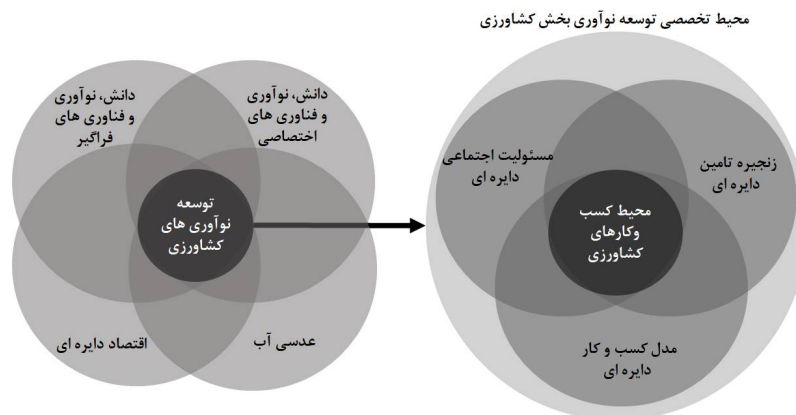 محیط تخصصی توسعه نوآوری بخش کشاورزی
زنجیره تامین
دایره ای
مسئولیت اجتماعی
دایره ای
محیط کسب
وکارهای
کشاورزی
مدل کسب و کار
دایره ای
دانش، نوآوری
و فناوری های
اختصاصی
دانش، نوآوری
و فناوری های
فراگیر
توسعه
نوآوری های
کشاورزی
عدسی آب
اقتصاد دایره ای